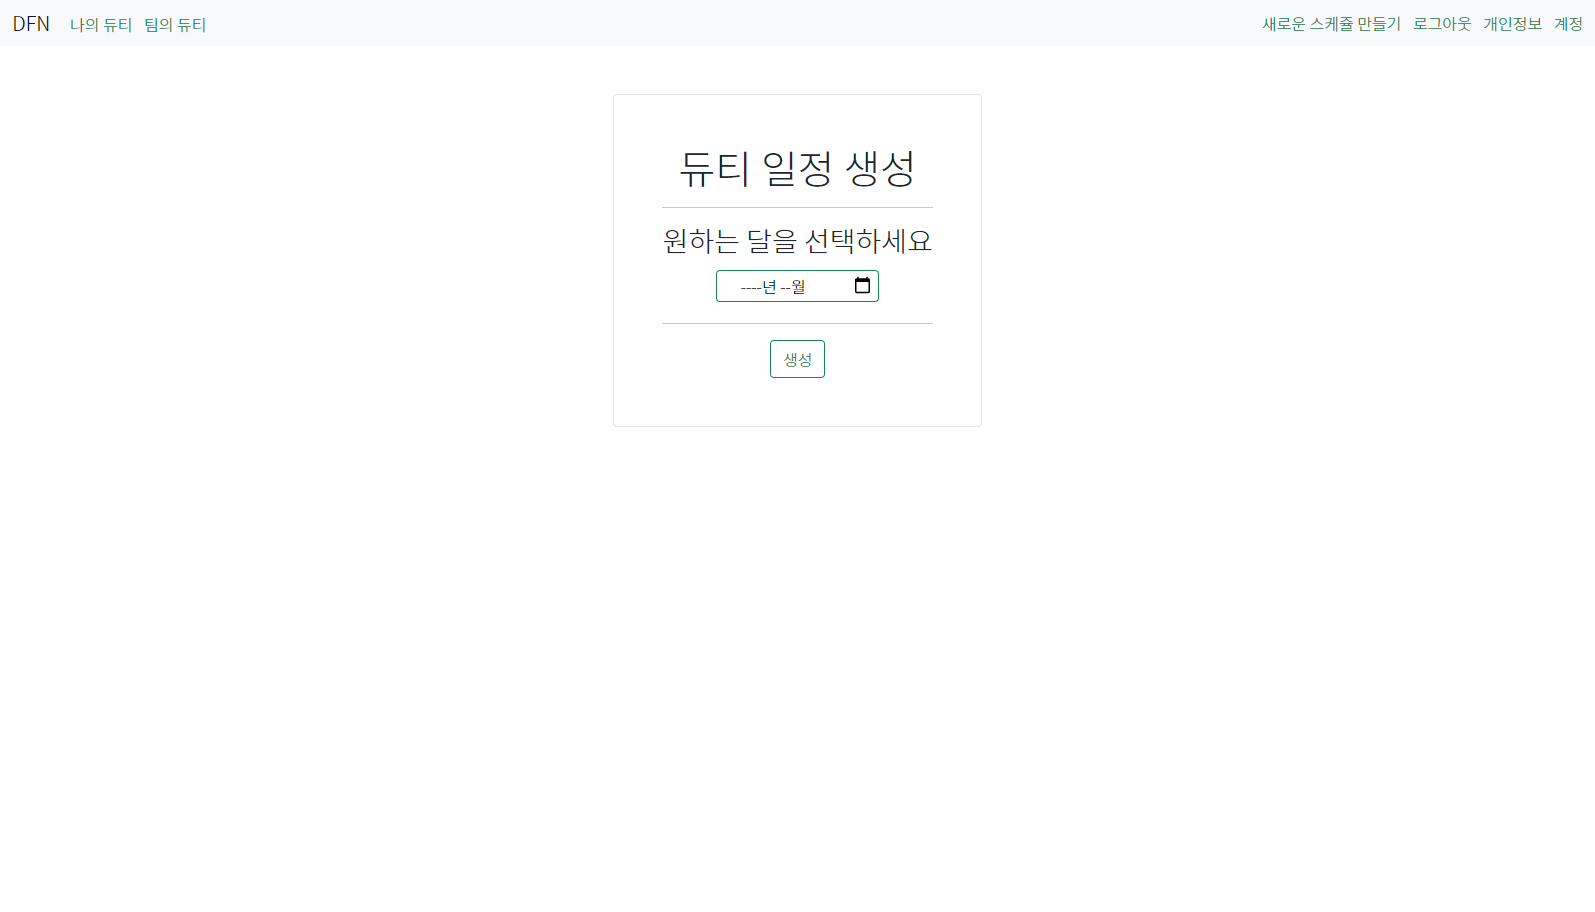 DFN 나의 듀티 팀의 듀티 새로운 스케쥴 만들기 로그아웃 개인정보 계정
듀티 일정 생성
원하는 달을 선택하세요
----년 --월
생성